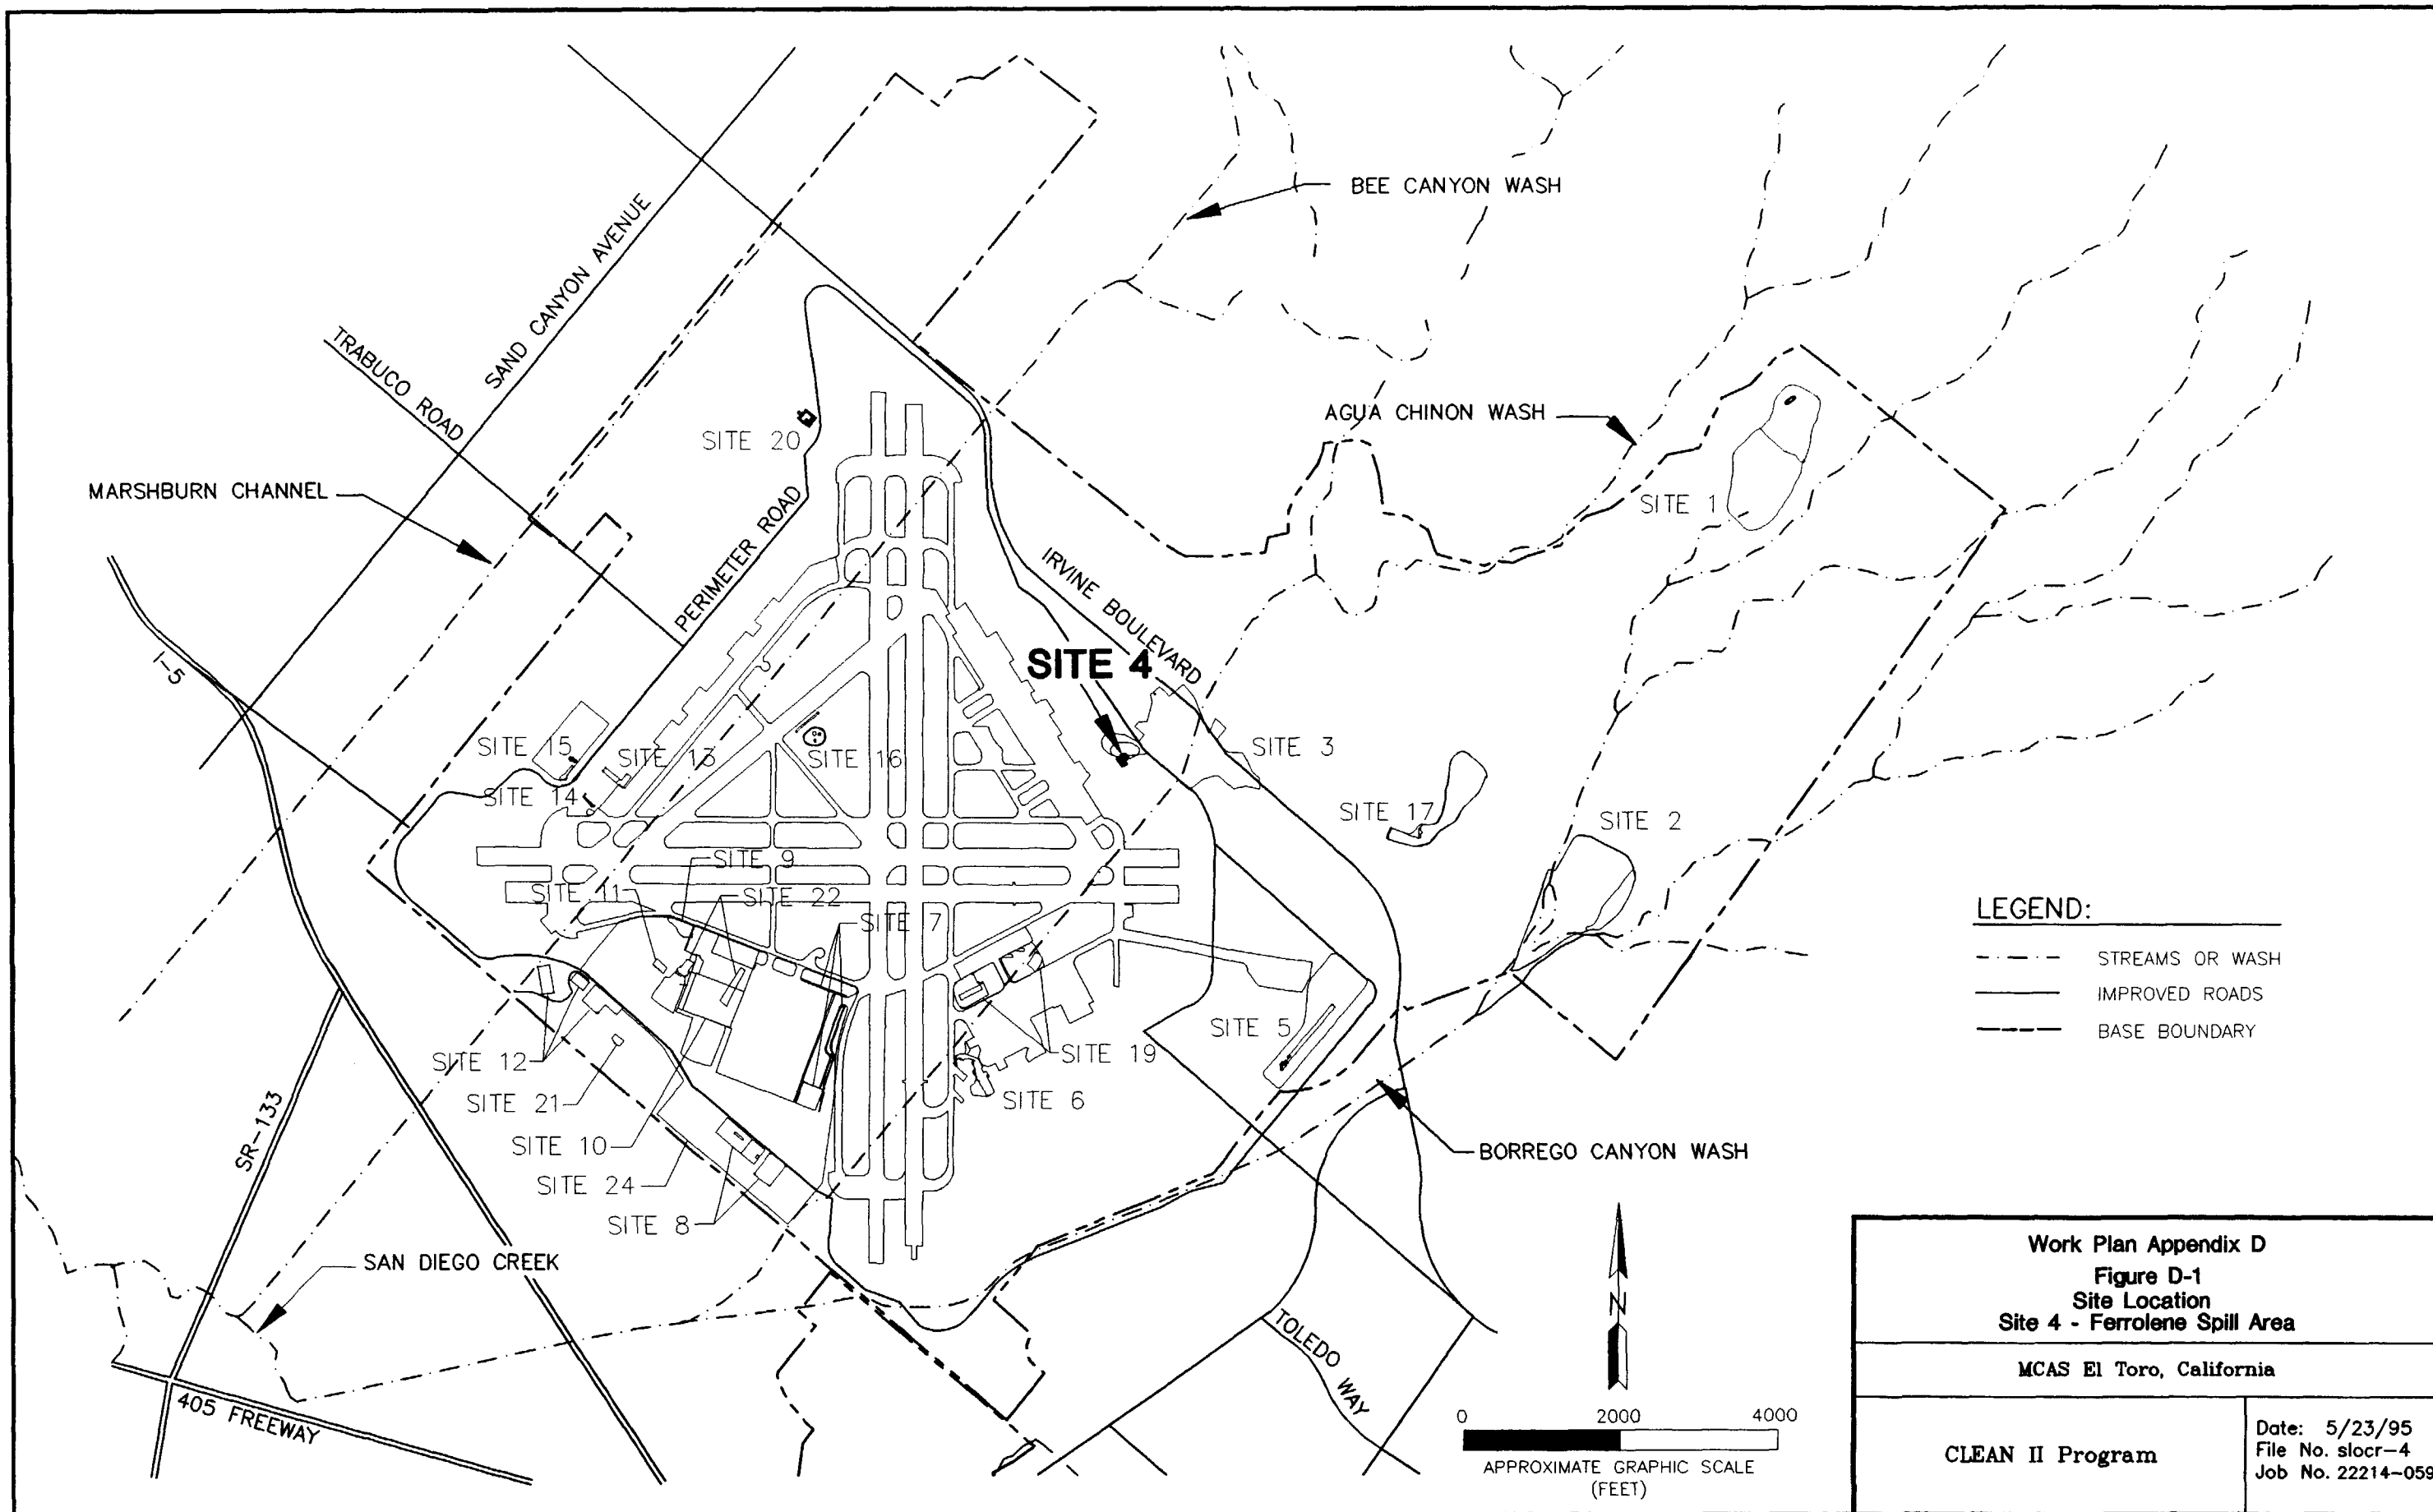 BEE CANYON WASH
SAND CANYON AVENUE
TRABUCO ROAD
AGUA CHINON WASH
SITE 20
MARSHBURN CHANNEL
SITE 1
PERIMETER ROAD
IRVINE BOULEVARD
SITE 4
I-5
SITE 15
SITE 13
SITE 16
SITE 3
SITE 14
SITE 17
SITE 2
SITE 9
SITE 11
SITE 22
SITE 7
LEGEND:
STREAMS OR WASH
IMPROVED ROADS
BASE BOUNDARY
SITE 5
SITE 12
SITE 19
SITE 21
SITE 6
SR-133
SITE 10
BORREGO CANYON WASH
SITE 24
SITE 8
SAN DIEGO CREEK
N
TOLEDO WAY
405 FREEWAY
0 2000 4000
APPROXIMATE GRAPHIC SCALE
(FEET)
Work Plan Appendix D
Figure D-1
Site Location
Site 4 - Ferrolene Spill Area
MCAS El Toro, California
CLEAN II Program
Date: 5/23/95
File No. slocr-4
Job No. 22214-059